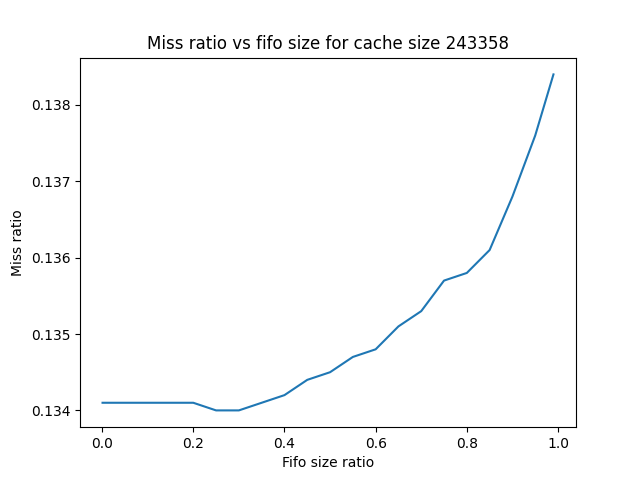 Miss ratio vs fifo size for cache size 243358
0.138
0.137
0.136
0.135
0.134
Miss ratio
0.0 0.2 0.4 0.6 0.8 1.0
Fifo size ratio